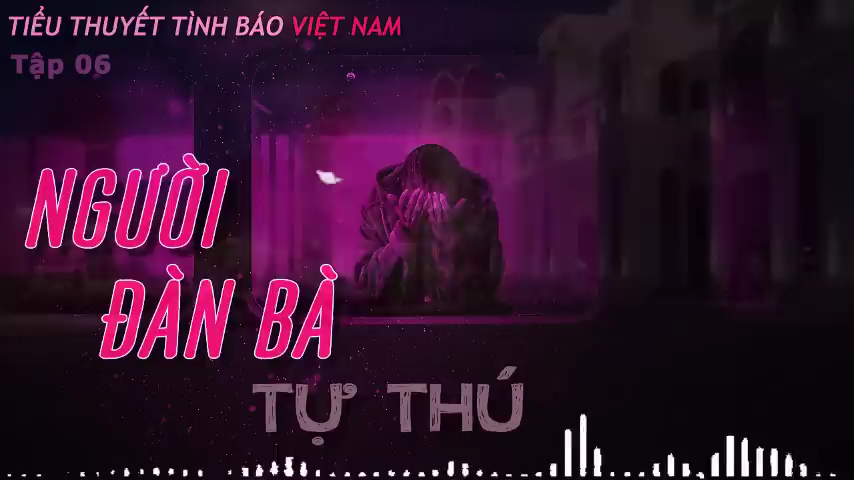 TIỂU THUYẾT TÌNH BÁO VIỆT NAM
Tập 06
NGƯỜI
ĐÀN BÀ
TỰ THÚ